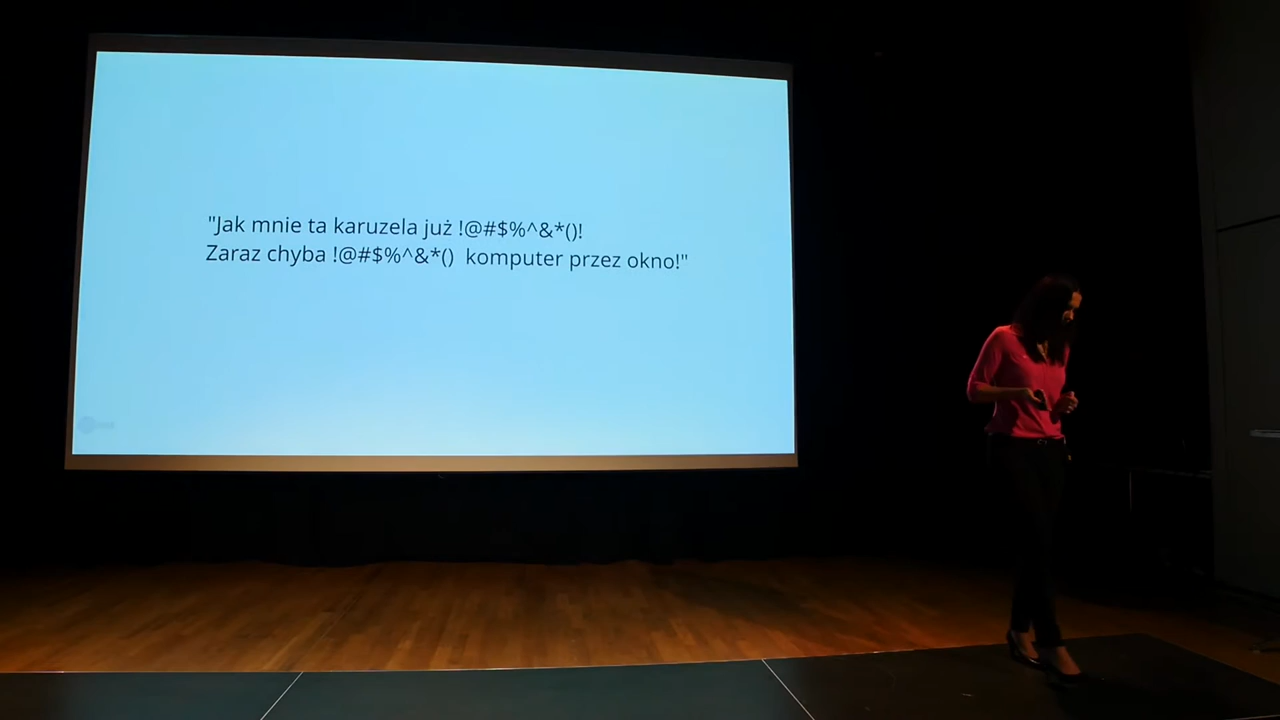 "Jak mnie ta karuzela już !@#$%^&*()!
Zaraz chyba !@#$%^&*() komputer przez okno!"